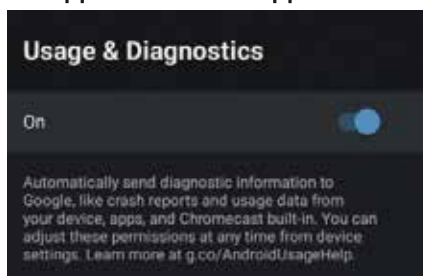 Usage & Diagnostics
On
Automatically send diagnostic information to
Google, like crash reports and usage data from
your device, apps, and Chromecast built-in. You can
adjust these permissions at any time from device
settings. Learn more at g.co/AndroidUsageHelp.